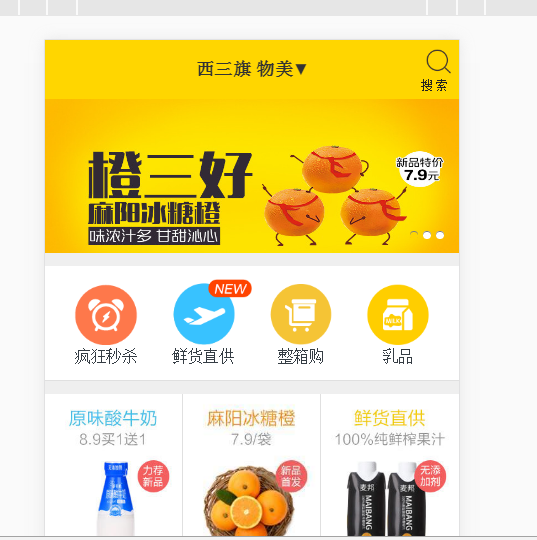 西三旗 物美▼
搜索
橙三好
麻阳冰糖橙
味浓汁多 甘甜沁心
新品特价
7.9元
NEW
疯狂秒杀
鲜货直供
整箱购
MILK
乳品
原味酸牛奶
8.9买1送1
力荐
新品
麻阳冰糖橙
7.9/袋
新品
首发
鲜货直供
100%纯鲜榨果汁
无添
加剂
麦邦
MAIBANG
麦邦
MAIBANG